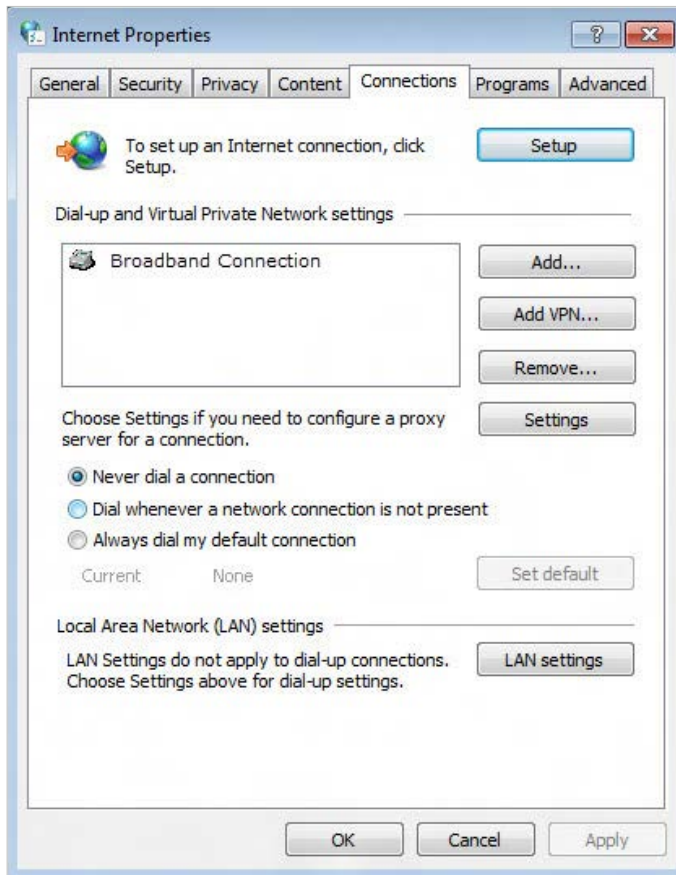 Internet Properties
General Security Privacy Content Connections Programs Advanced
To set up an Internet connection, click
Setup.
Setup
Dial-up and Virtual Private Network settings
Broadband Connection
Add...
Add VPN...
Remove...
Choose Settings if you need to configure a proxy
server for a connection.
Settings
Never dial a connection
Dial whenever a network connection is not present
Always dial my default connection
Current None
Set default
Local Area Network (LAN) settings
LAN Settings do not apply to dial-up connections.
Choose Settings above for dial-up settings.
LAN settings
OK Cancel Apply